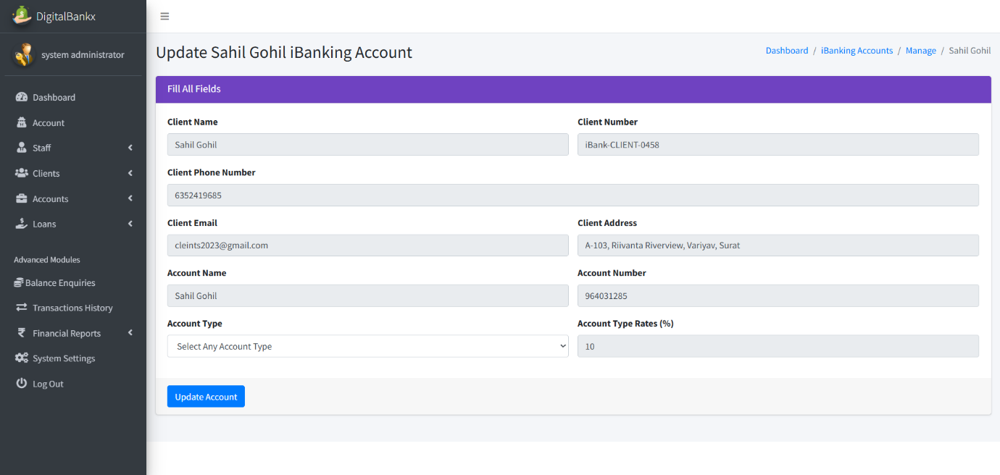 DigitalBankx
system administrator
Dashboard
Account
Staff
Clients
Accounts
Loans
Advanced Modules
Balance Enquiries
Transactions History
Financial Reports
System Settings
Log Out
Update Sahil Gohil iBanking Account
Dashboard / iBanking Accounts / Manage / Sahil Gohil
Fill All Fields
Client Name
Sahil Gohil
Client Number
iBank-CLIENT-0458
Client Phone Number
6352419685
Client Email
cleints2023@gmail.com
Client Address
A-103, Riivanta Riverview, Variyav, Surat
Account Name
Sahil Gohil
Account Number
964031285
Account Type
Select Any Account Type
Account Type Rates (%)
10
Update Account